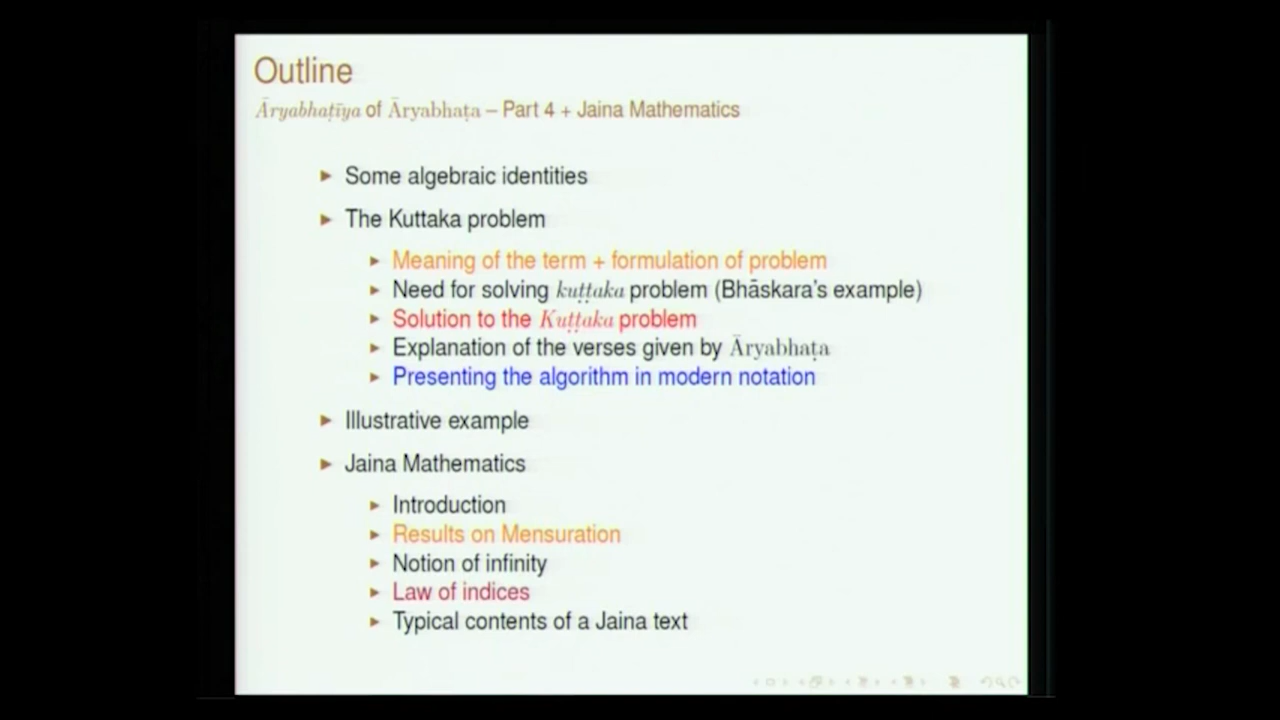 Outline
Āryabhaṭīya of Āryabhaṭa – Part 4 + Jaina Mathematics
Some algebraic identities
The Kuttaka problem
Meaning of the term + formulation of problem
Need for solving kuṭṭaka problem (Bhāskara's example)
Solution to the Kuṭṭaka problem
Explanation of the verses given by Āryabhaṭa
Presenting the algorithm in modern notation
Illustrative example
Jaina Mathematics
Introduction
Results on Mensuration
Notion of infinity
Law of indices
Typical contents of a Jaina text